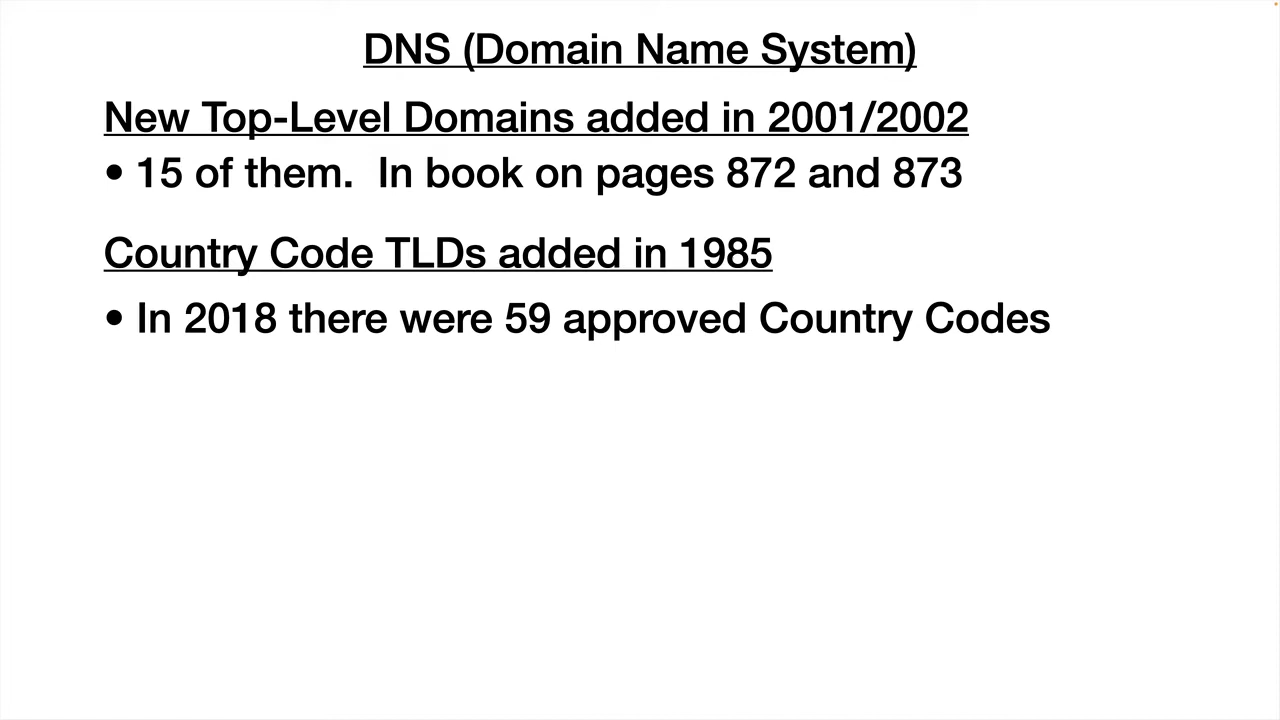 DNS (Domain Name System)
New Top-Level Domains added in 2001/2002
• 15 of them.  In book on pages 872 and 873
Country Code TLDs added in 1985
• In 2018 there were 59 approved Country Codes